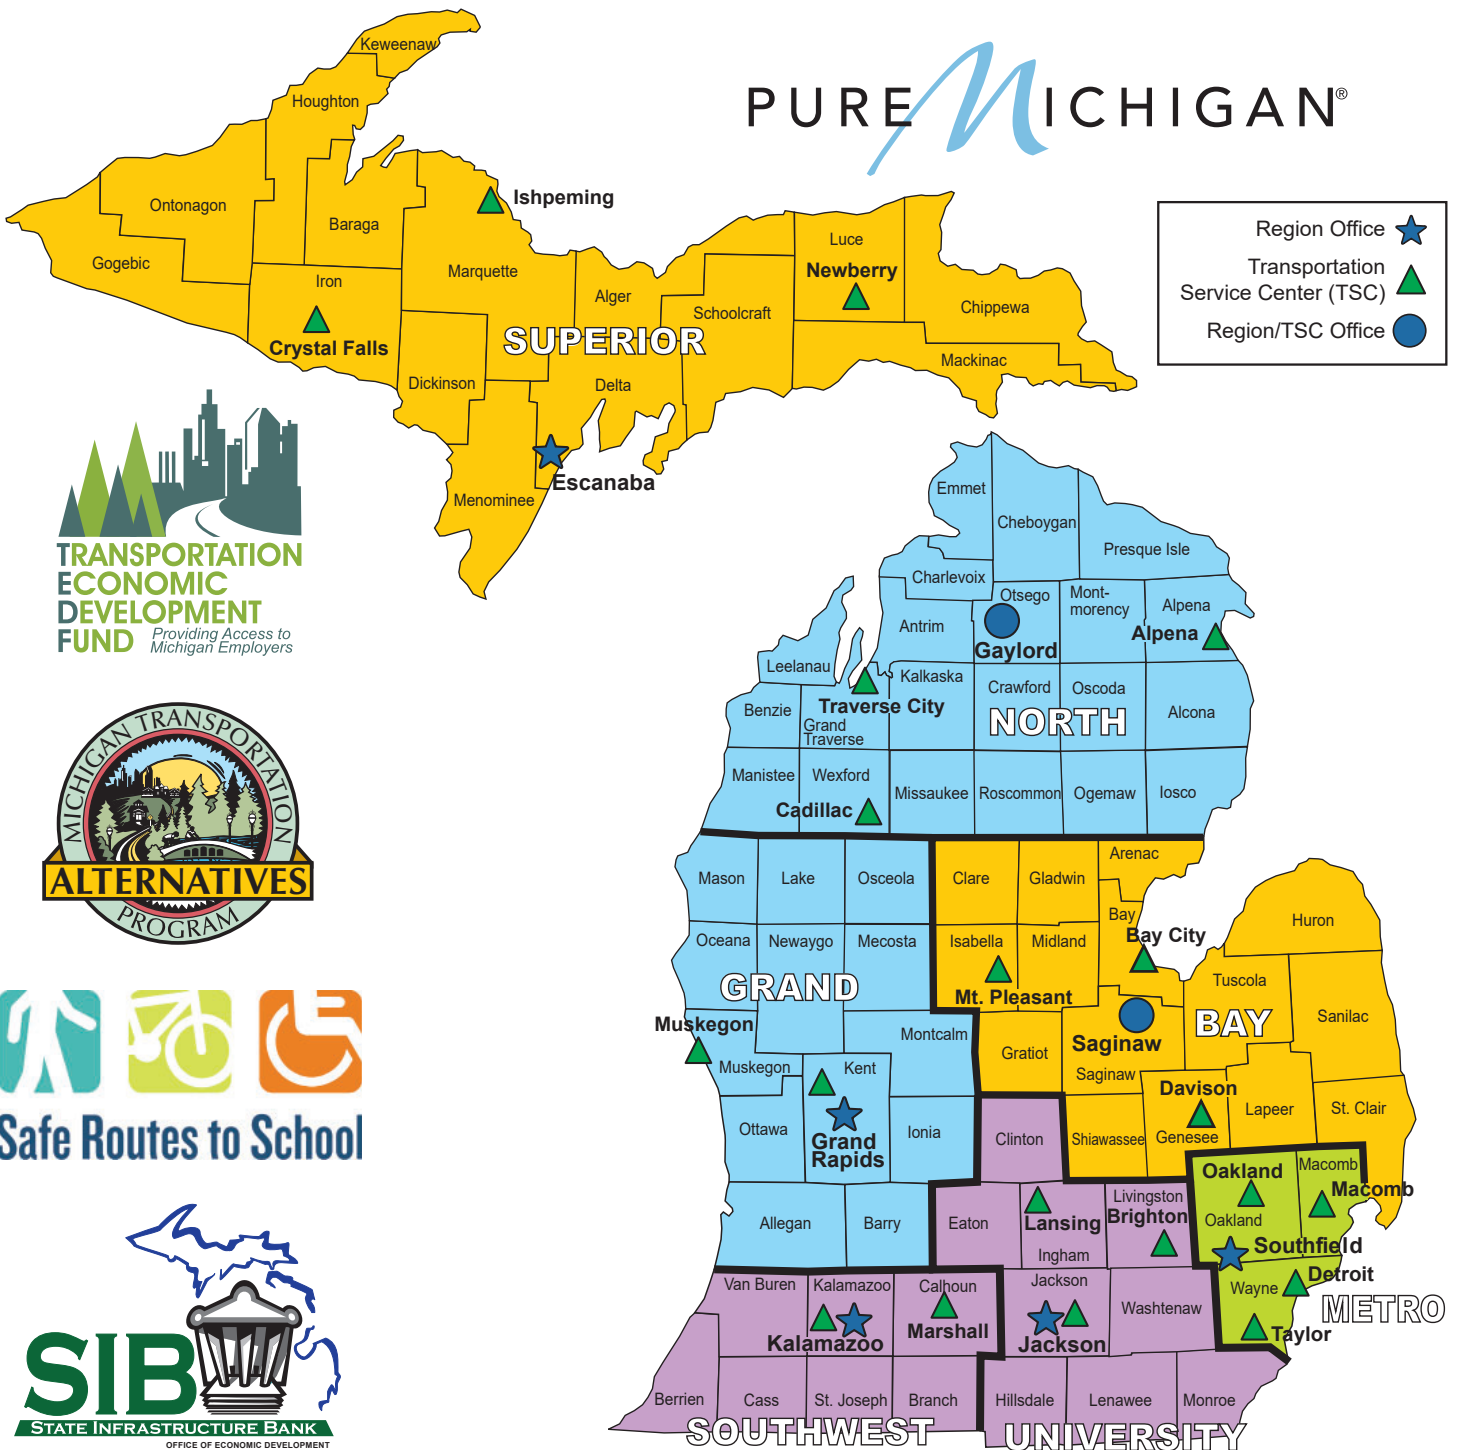 Keweenaw
Houghton
PURE MICHIGAN®
Ishpeming
Ontonagon
Baraga
Gogebic
Iron
Marquette
Luce
Newberry
Alger
Schoolcraft
Chippewa
SUPERIOR
Crystal Falls
Mackinac
Dickinson
Delta
Escanaba
Menominee
Region Office
Transportation
Service Center (TSC)
Region/TSC Office
TRANSPORTATION
ECONOMIC
DEVELOPMENT
FUND Providing Access to
Michigan Employers
Emmet
Cheboygan
Presque Isle
Charlevoix
Otsego
Mont-
morency
Alpena
Antrim
Alpena
Gaylord
Leelanau
Kalkaska
Crawford
Oscoda
Traverse City
Benzie
Grand
Traverse
NORTH
Alcona
Manistee
Wexford
Missaukee
Roscommon
Ogemaw
Iosco
Cadillac
MICHIGAN TRANSPORTATION
ALTERNATIVES
PROGRAM
Arenac
Mason
Lake
Osceola
Clare
Gladwin
Bay
Huron
Oceana
Newaygo
Mecosta
Isabella
Midland
Bay City
Tuscola
GRAND
Mt. Pleasant
BAY
Sanilac
Muskegon
Montcalm
Gratiot
Saginaw
Muskegon
Kent
Saginaw
Davison
Lapeer
St. Clair
Ottawa
Grand
Rapids
Ionia
Clinton
Shiawassee
Genesee
Safe Routes to School
Oakland
Macomb
Macomb
Allegan
Barry
Eaton
Lansing
Livingston
Brighton
Oakland
Ingham
Southfield
Van Buren
Kalamazoo
Calhoun
Jackson
Washtenaw
Wayne
Detroit
METRO
Kalamazoo
Marshall
Jackson
Taylor
Berrien
Cass
St. Joseph
Branch
Hillsdale
Lenawee
Monroe
SOUTHWEST
UNIVERSITY
SIB
STATE INFRASTRUCTURE BANK
OFFICE OF ECONOMIC DEVELOPMENT